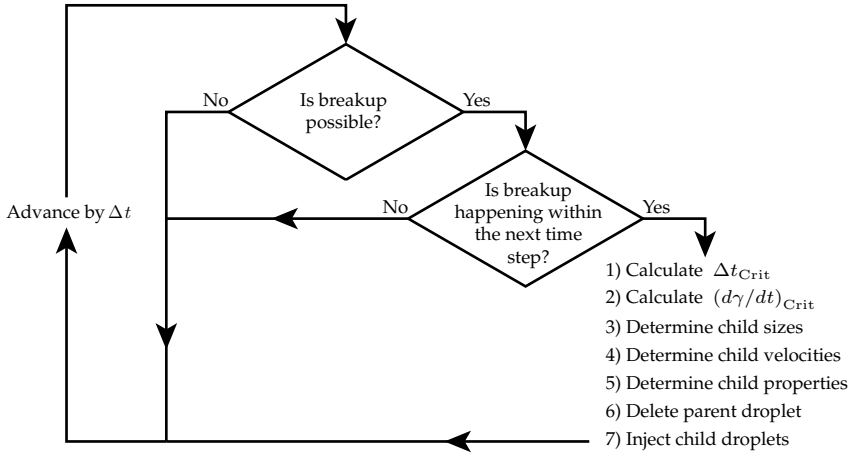 Is breakup
possible?
No
Yes
Is breakup
happening within
the next time
step?
No
Yes
Advance by Δt
1) Calculate Δt_Crit
2) Calculate (dγ/dt)_Crit
3) Determine child sizes
4) Determine child velocities
5) Determine child properties
6) Delete parent droplet
7) Inject child droplets